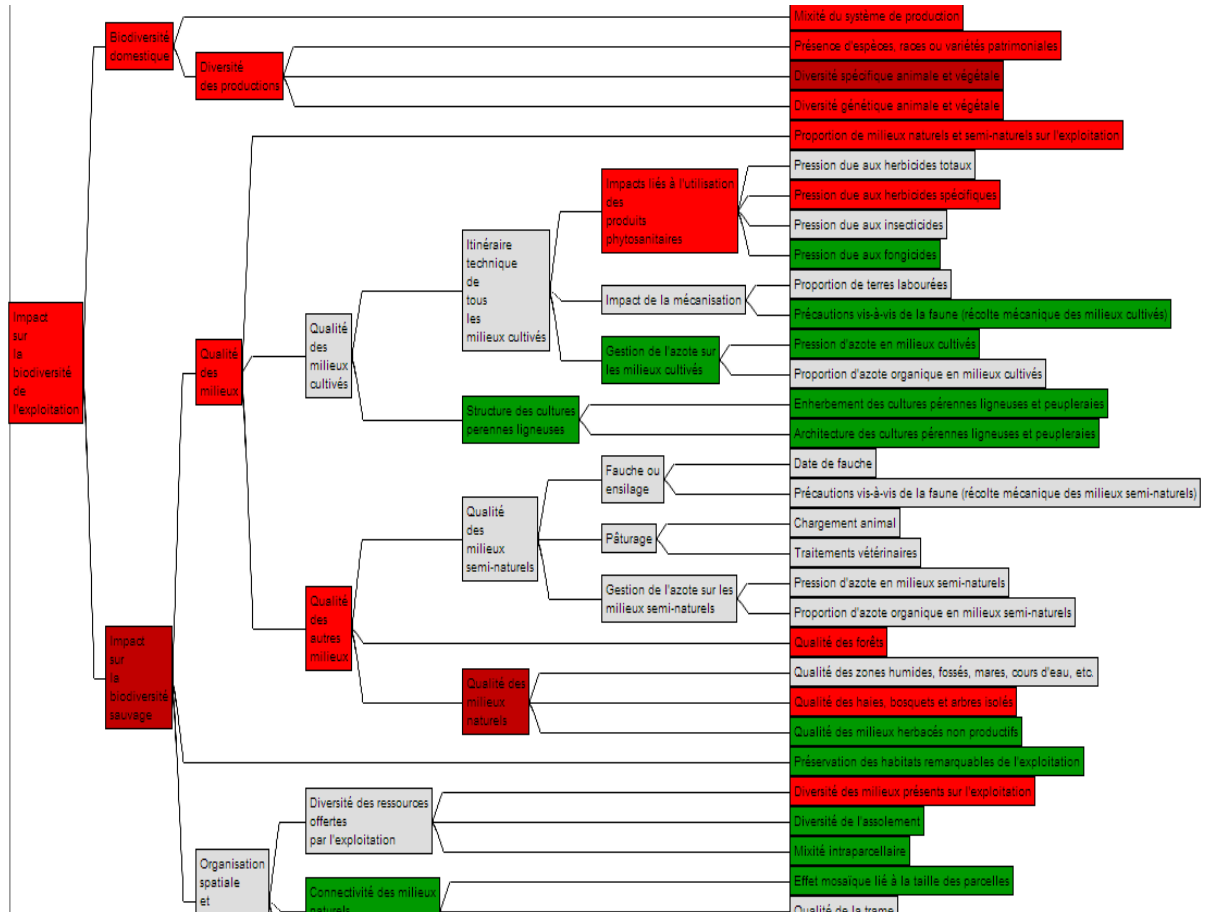 Mixité du système de production
Biodiversité
domestique
Présence d'espèces, races ou variétés patrimoniales
Diversité
des productions
Diversité spécifique animale et végétale
Diversité génétique animale et végétale
Proportion de milieux naturels et semi-naturels sur l'exploitation
Pression due aux herbicides totaux
Impacts liés à l'utilisation
des
produits
phytosanitaires
Pression due aux herbicides spécifiques
Pression due aux insecticides
Pression due aux fongicides
Itinéraire
technique
de
tous
les
milieux cultivés
Proportion de terres labourées
Impact de la mécanisation
Précautions vis-à-vis de la faune (récolte mécanique des milieux cultivés)
Impact
sur
la
biodiversité
de
l'exploitation
Qualité
des
milieux
Qualité
des
milieux
cultivés
Gestion de l'azote sur
les milieux cultivés
Pression d'azote en milieux cultivés
Proportion d'azote organique en milieux cultivés
Structure des cultures
perennes ligneuses
Enherbement des cultures pérennes ligneuses et peupleraies
Architecture des cultures pérennes ligneuses et peupleraies
Fauche ou
ensilage
Date de fauche
Précautions vis-à-vis de la faune (récolte mécanique des milieux semi-naturels)
Qualité
des
milieux
semi-naturels
Pâturage
Chargement animal
Traitements vétérinaires
Gestion de l'azote sur les
milieux semi-naturels
Pression d'azote en milieux semi-naturels
Proportion d'azote organique en milieux semi-naturels
Qualité
des
autres
milieux
Qualité des forêts
Impact
sur
la
biodiversité
sauvage
Qualité des
milieux
naturels
Qualité des zones humides, fossés, mares, cours d'eau, etc.
Qualité des haies, bosquets et arbres isolés
Qualité des milieux herbacés non productifs
Préservation des habitats remarquables de l'exploitation
Diversité des ressources
offertes
par l'exploitation
Diversité des milieux présents sur l'exploitation
Diversité de l'assolement
Mixité intraparcellaire
Organisation
spatiale
et
Connectivité des milieux
naturels
Effet mosaïque lié à la taille des parcelles
Qualité de la trame